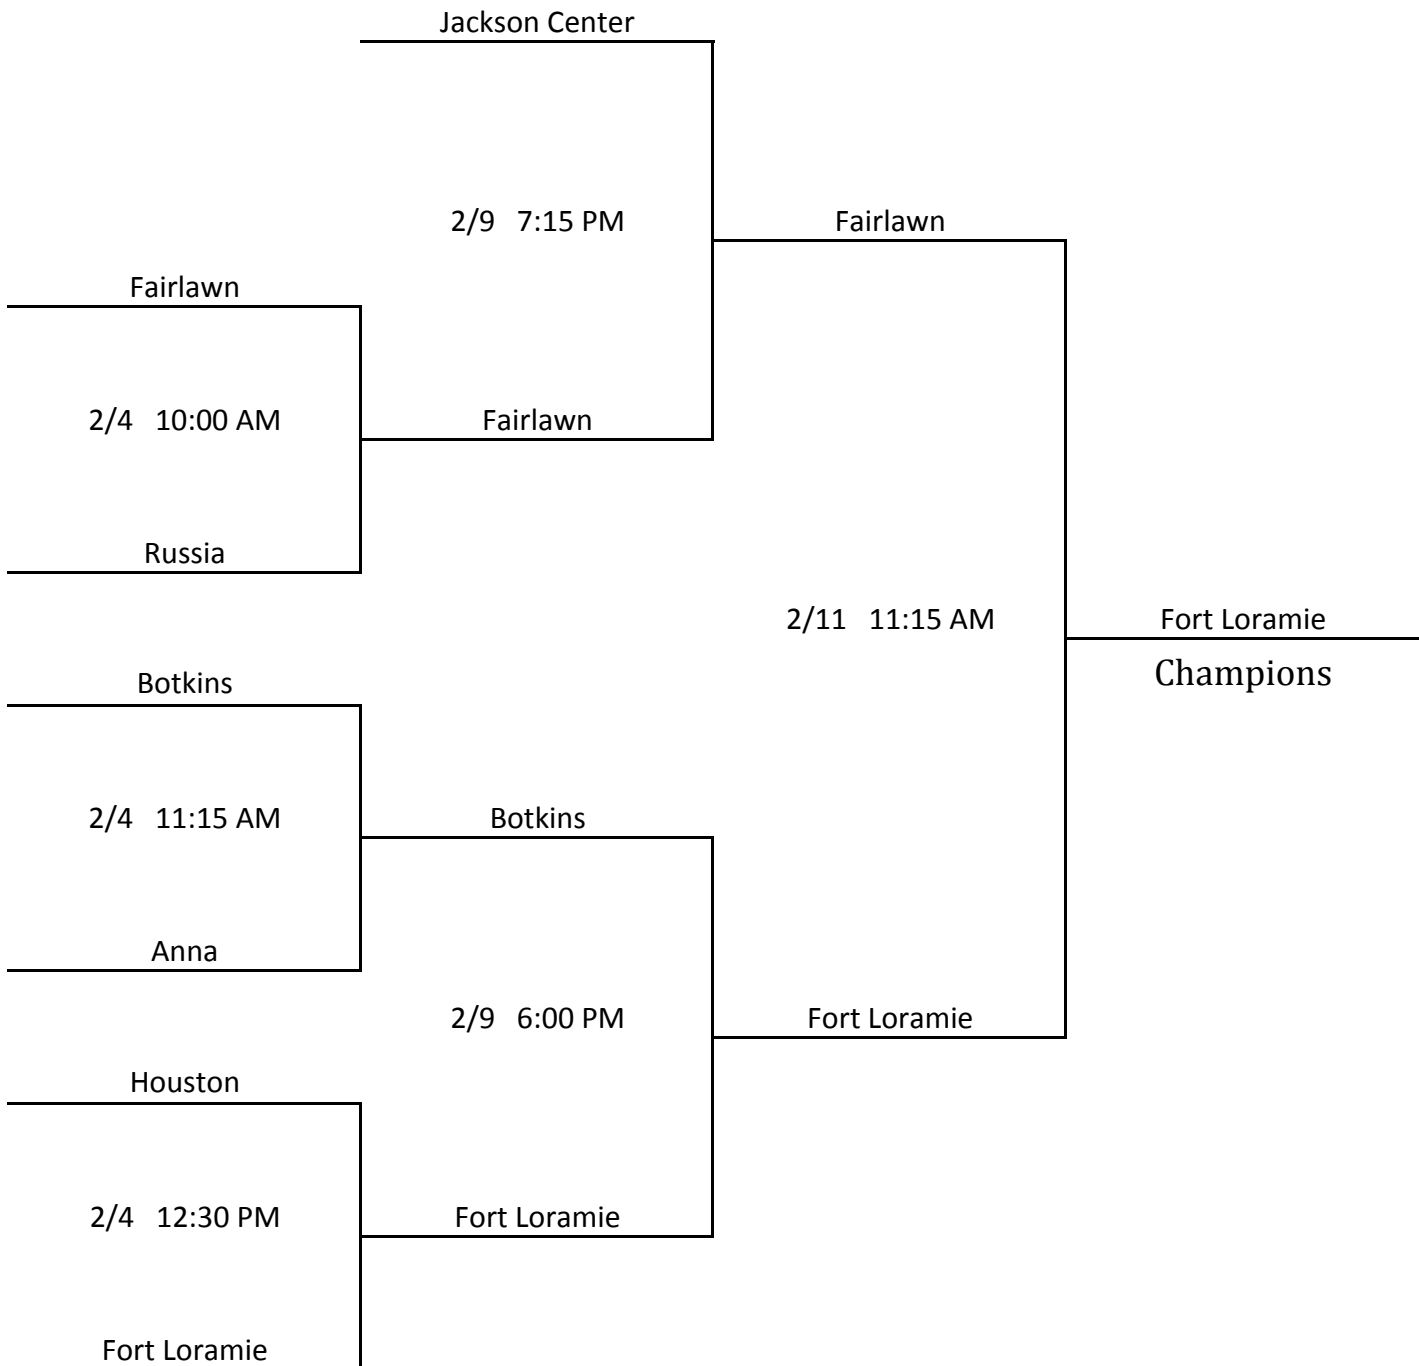 Jackson Center
2/9 7:15 PM
Fairlawn
Fairlawn
2/4 10:00 AM
Fairlawn
Russia
2/11 11:15 AM
Fort Loramie
Champions
Botkins
2/4 11:15 AM
Botkins
Anna
2/9 6:00 PM
Fort Loramie
Houston
2/4 12:30 PM
Fort Loramie
Fort Loramie